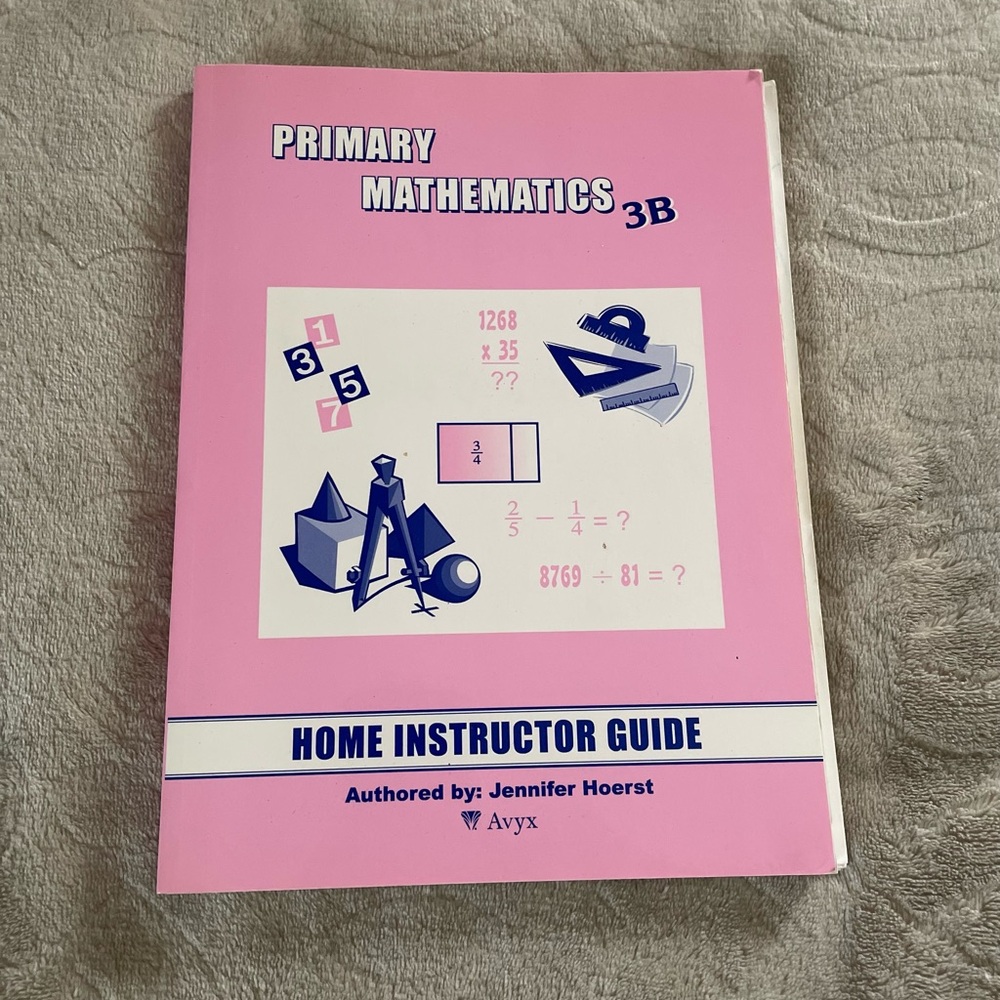 PRIMARY
MATHEMATICS 3B
1
3
5
7
1268
x 35
??
3/4
2/5 − 1/4 = ?
8769 ÷ 81 = ?
HOME INSTRUCTOR GUIDE
Authored by: Jennifer Hoerst
Avyx